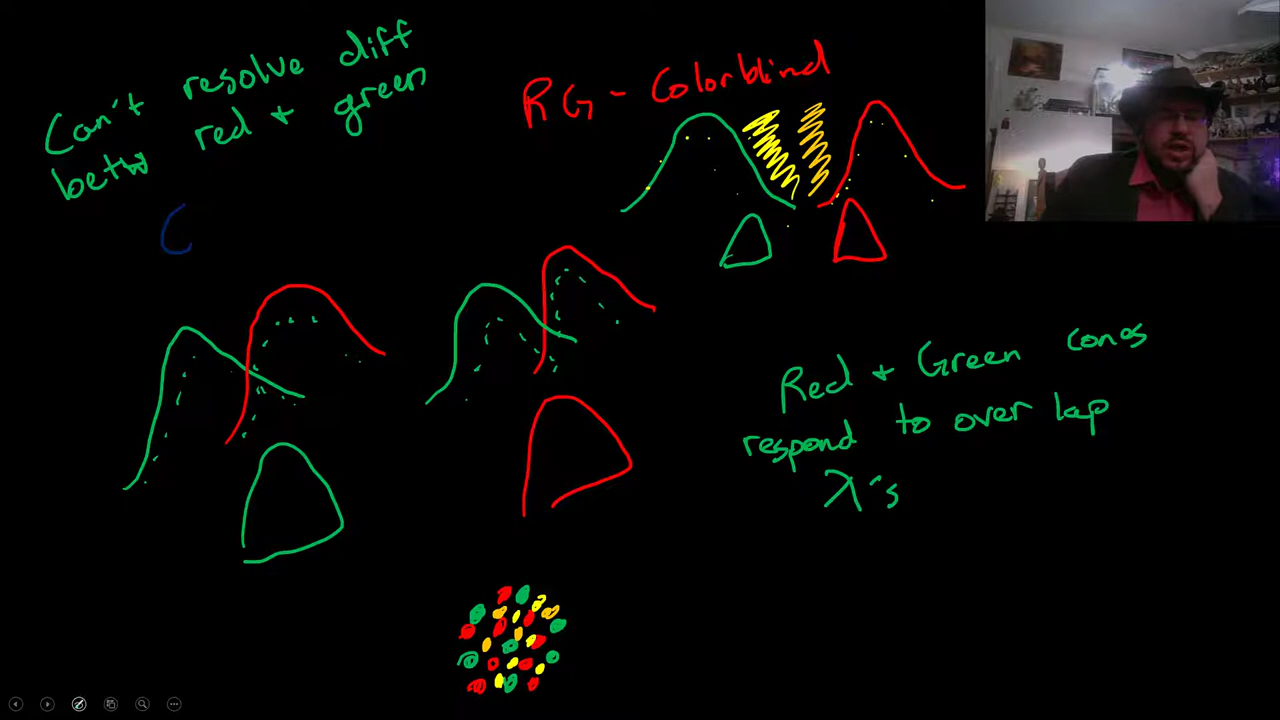 Can't resolve diff
betw red + green
RG - Colorblind
C
Red + Green cones
respond to over lap
λ's